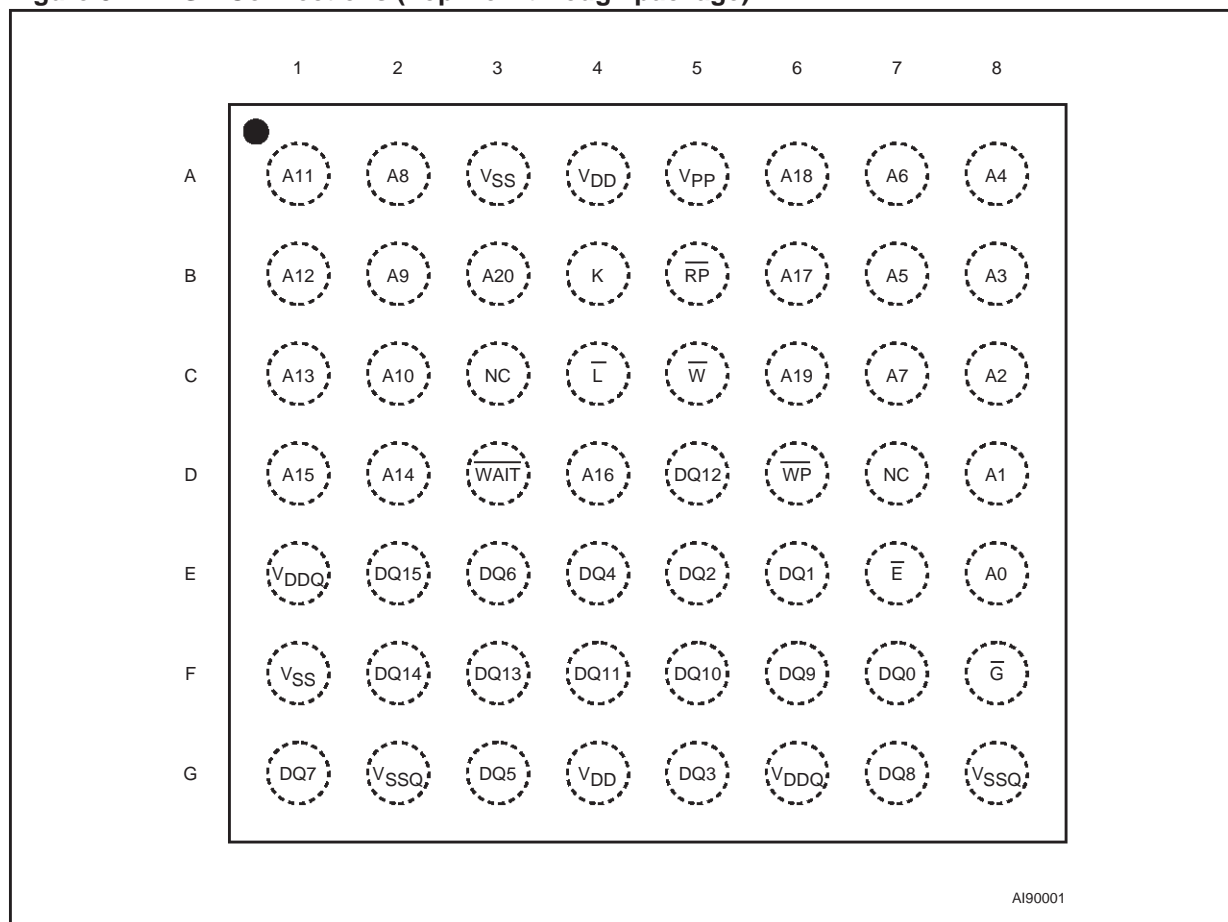 1 2 3 4 5 6 7 8
A A11 A8 VSS VDD VPP A18 A6 A4
B A12 A9 A20 K R̅P̅ A17 A5 A3
C A13 A10 NC L̅ W̅ A19 A7 A2
D A15 A14 W̅A̅I̅T̅ A16 DQ12 W̅P̅ NC A1
E VDDQ DQ15 DQ6 DQ4 DQ2 DQ1 E̅ A0
F VSS DQ14 DQ13 DQ11 DQ10 DQ9 DQ0 G̅
G DQ7 VSSQ DQ5 VDD DQ3 VDDQ DQ8 VSSQ
AI90001